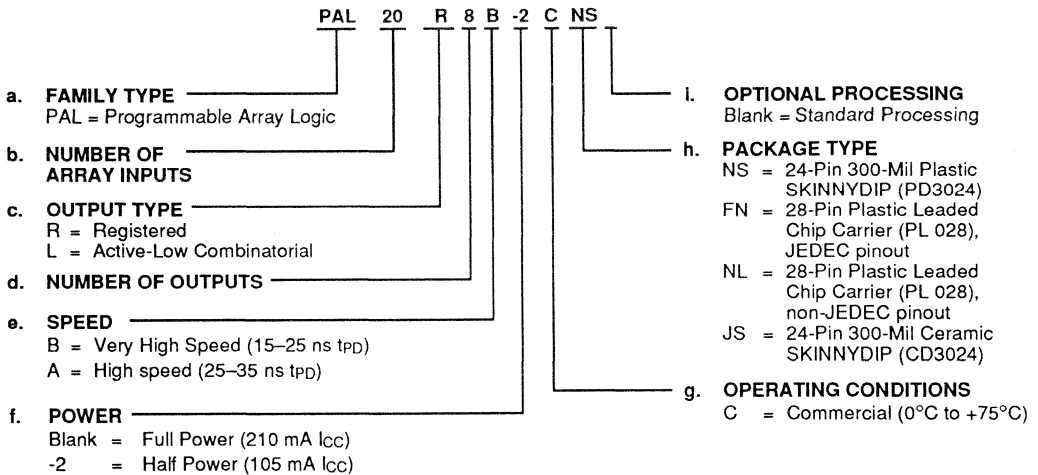 PAL 20 R 8 B -2 C NS
a. FAMILY TYPE
PAL = Programmable Array Logic
b. NUMBER OF
ARRAY INPUTS
c. OUTPUT TYPE
R = Registered
L = Active-Low Combinatorial
d. NUMBER OF OUTPUTS
e. SPEED
B = Very High Speed (15–25 ns tPD)
A = High speed (25–35 ns tPD)
f. POWER
Blank = Full Power (210 mA ICC)
-2 = Half Power (105 mA ICC)
i. OPTIONAL PROCESSING
Blank = Standard Processing
h. PACKAGE TYPE
NS = 24-Pin 300-Mil Plastic
SKINNYDIP (PD3024)
FN = 28-Pin Plastic Leaded
Chip Carrier (PL 028),
JEDEC pinout
NL = 28-Pin Plastic Leaded
Chip Carrier (PL 028),
non-JEDEC pinout
JS = 24-Pin 300-Mil Ceramic
SKINNYDIP (CD3024)
g. OPERATING CONDITIONS
C = Commercial (0°C to +75°C)